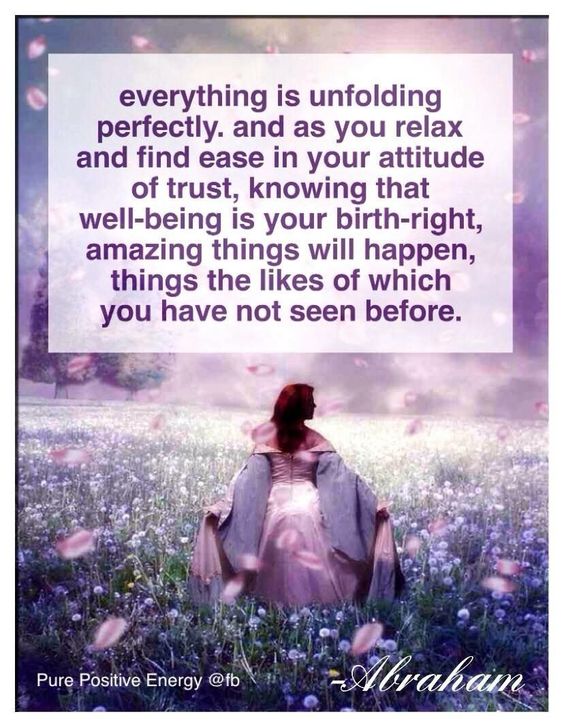 everything is unfolding
perfectly. and as you relax
and find ease in your attitude
of trust, knowing that
well-being is your birth-right,
amazing things will happen,
things the likes of which
you have not seen before.
Pure Positive Energy @fb
-Abraham